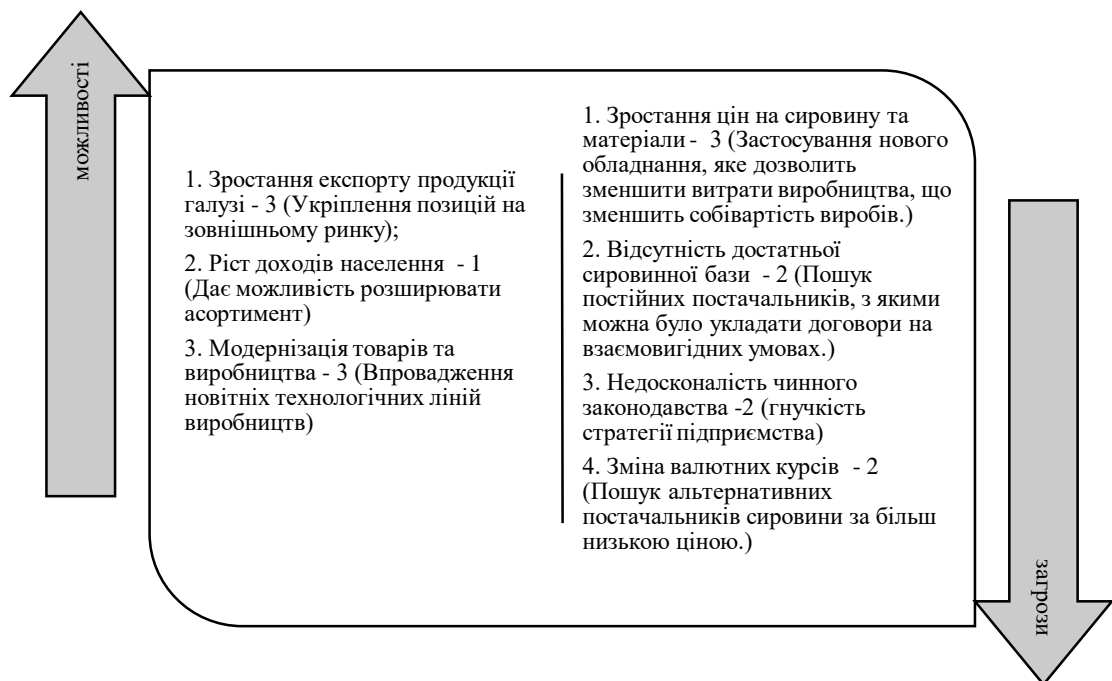 можливості
1. Зростання експорту продукції
галузі - 3 (Укріплення позицій на
зовнішньому ринку);
2. Ріст доходів населення - 1
(Дає можливість розширювати
асортимент)
3. Модернізація товарів та
виробництва - 3 (Впровадження
новітніх технологічних ліній
виробництв)
1. Зростання цін на сировину та
матеріали - 3 (Застосування нового
обладнання, яке дозволить
зменшити витрати виробництва, що
зменшить собівартість виробів.)
2. Відсутність достатньої
сировинної бази - 2 (Пошук
постійних постачальників, з якими
можна було укладати договори на
взаємовигідних умовах.)
3. Недосконалість чинного
законодавства -2 (гнучкість
стратегії підприємства)
4. Зміна валютних курсів - 2
(Пошук альтернативних
постачальників сировини за більш
низькою ціною.)
загрози